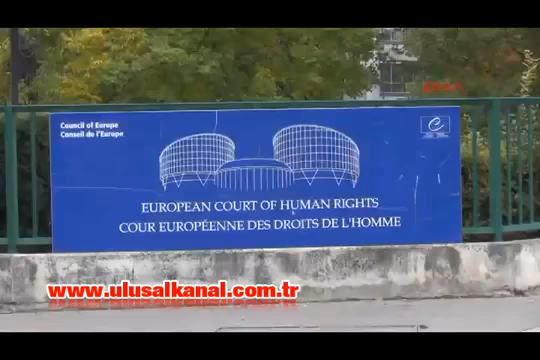 Council of Europe
Conseil de l'Europe
EUROPEAN COURT OF HUMAN RIGHTS
COUR EUROPÉENNE DES DROITS DE L'HOMME
www.ulusalkanal.com.tr